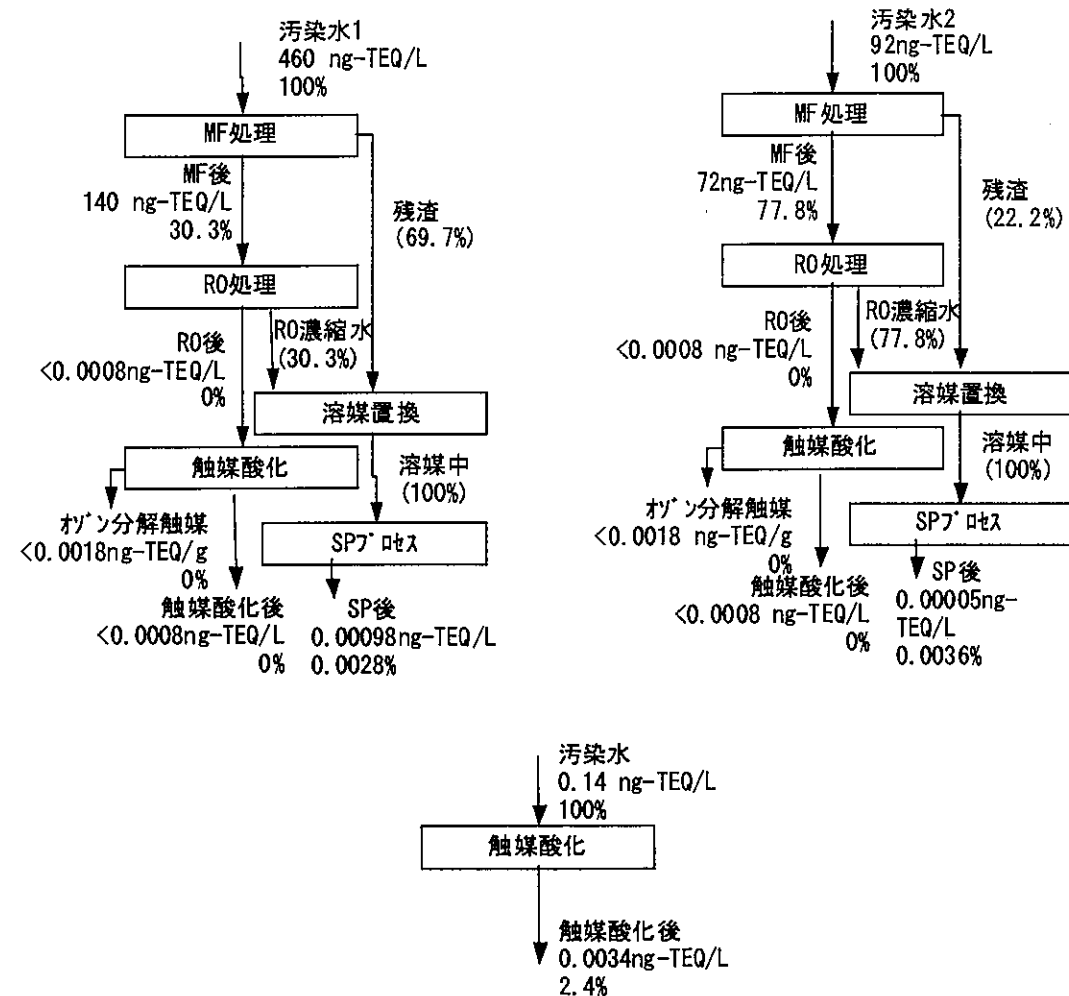 汚染水1
460 ng-TEQ/L
100%
MF処理
MF後
140 ng-TEQ/L
30.3%
残渣
(69.7%)
RO処理
RO後
<0.0008ng-TEQ/L
0%
RO濃縮水
(30.3%)
溶媒置換
触媒酸化
溶媒中
(100%)
オゾン分解触媒
<0.0018ng-TEQ/g
0%
SPプロセス
触媒酸化後
<0.0008ng-TEQ/L
0%
SP後
0.00098ng-TEQ/L
0.0028%
汚染水2
92ng-TEQ/L
100%
MF処理
MF後
72ng-TEQ/L
77.8%
残渣
(22.2%)
RO処理
RO後
<0.0008 ng-TEQ/L
0%
RO濃縮水
(77.8%)
溶媒置換
触媒酸化
溶媒中
(100%)
オゾン分解触媒
<0.0018 ng-TEQ/g
0%
SPプロセス
触媒酸化後
<0.0008 ng-TEQ/L
0%
SP後
0.00005ng-
TEQ/L
0.0036%
汚染水
0.14 ng-TEQ/L
100%
触媒酸化
触媒酸化後
0.0034ng-TEQ/L
2.4%